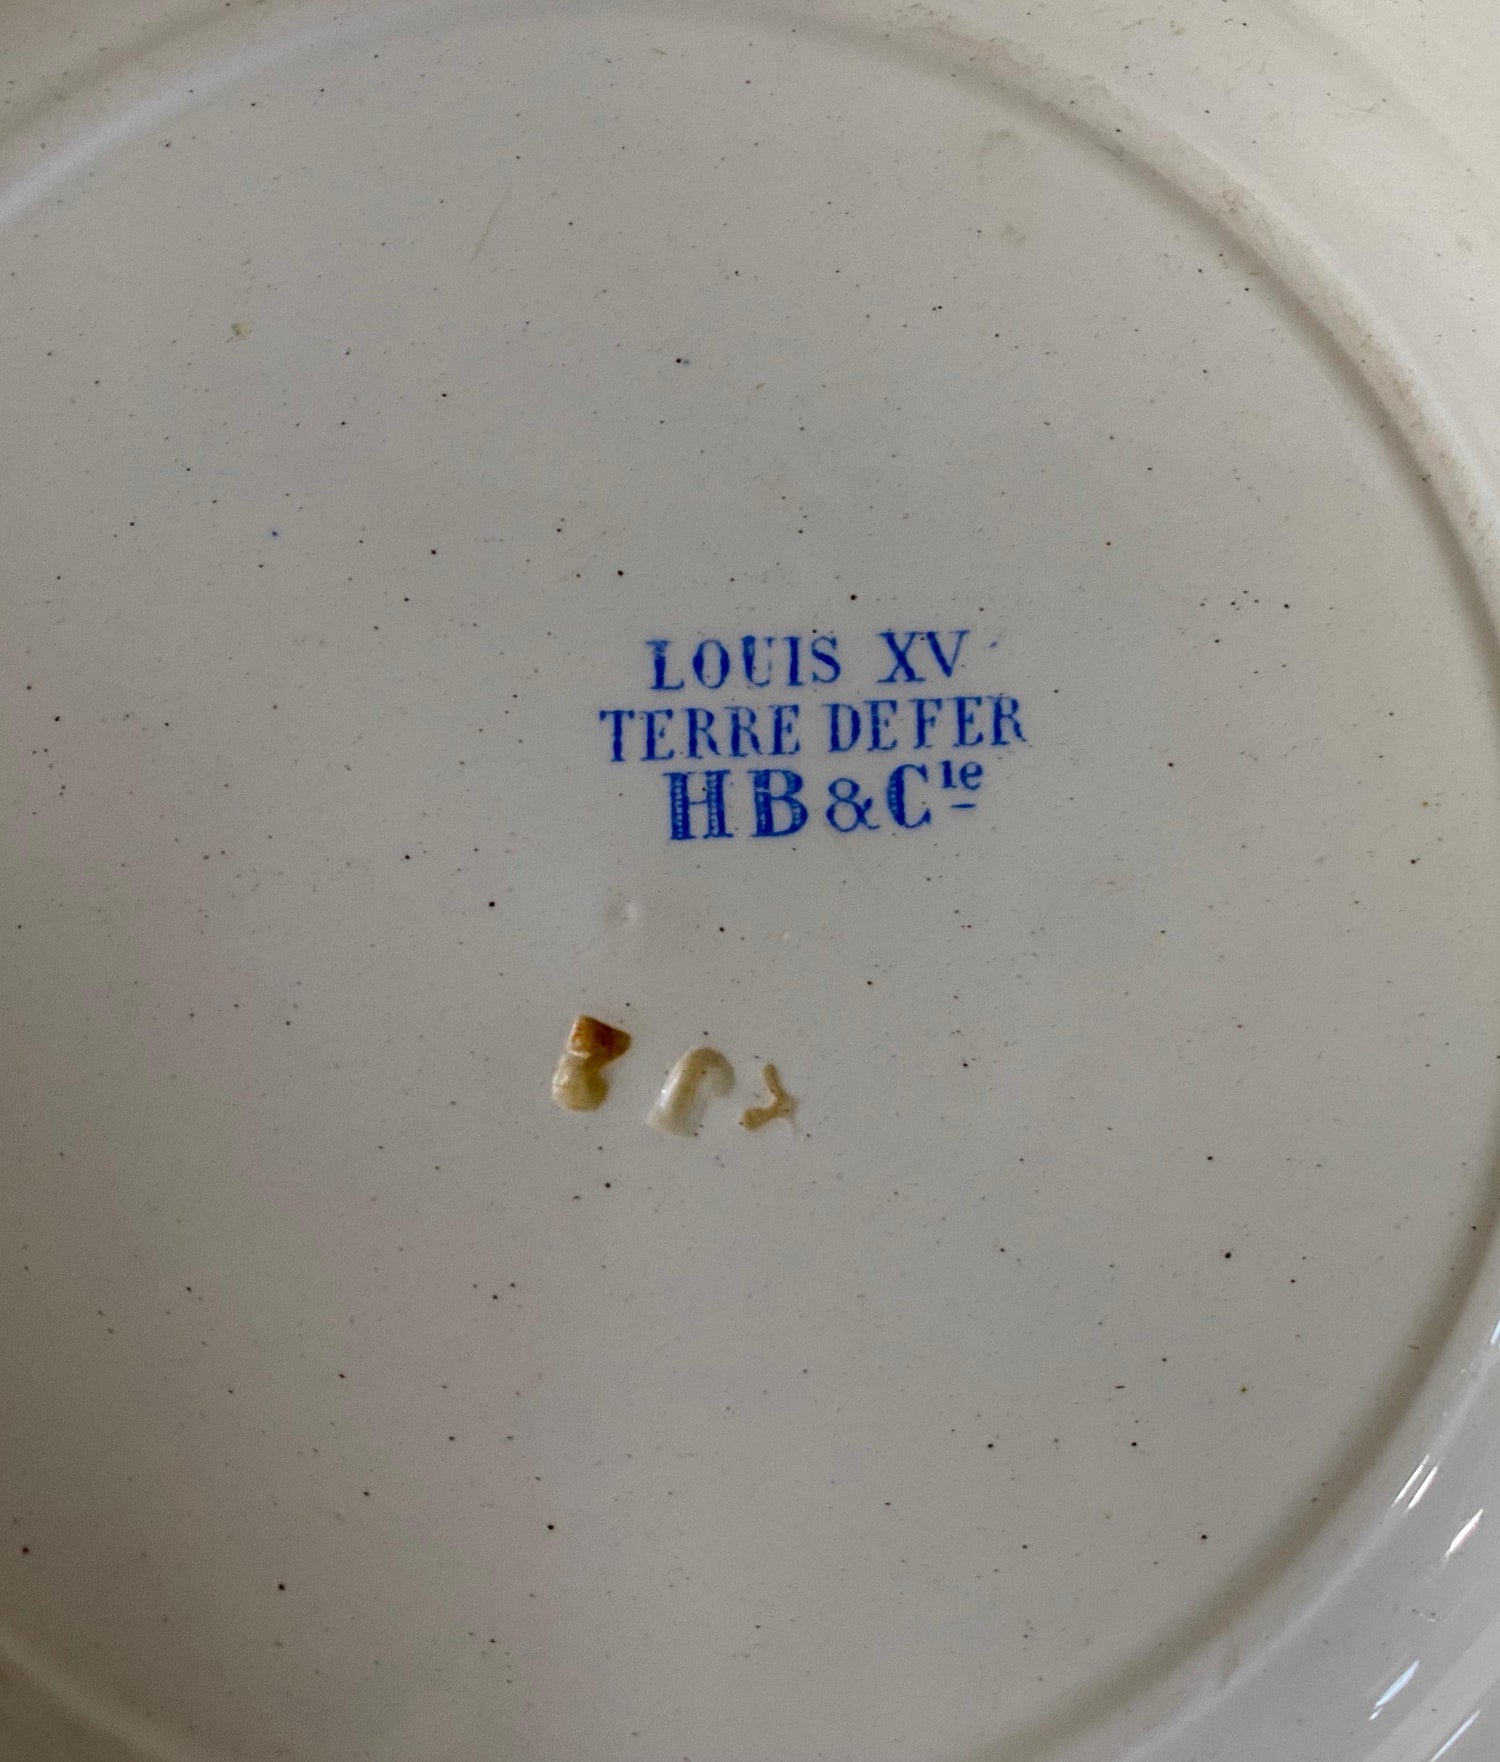 LOUIS XV
TERRE DE FER
HB & Cie